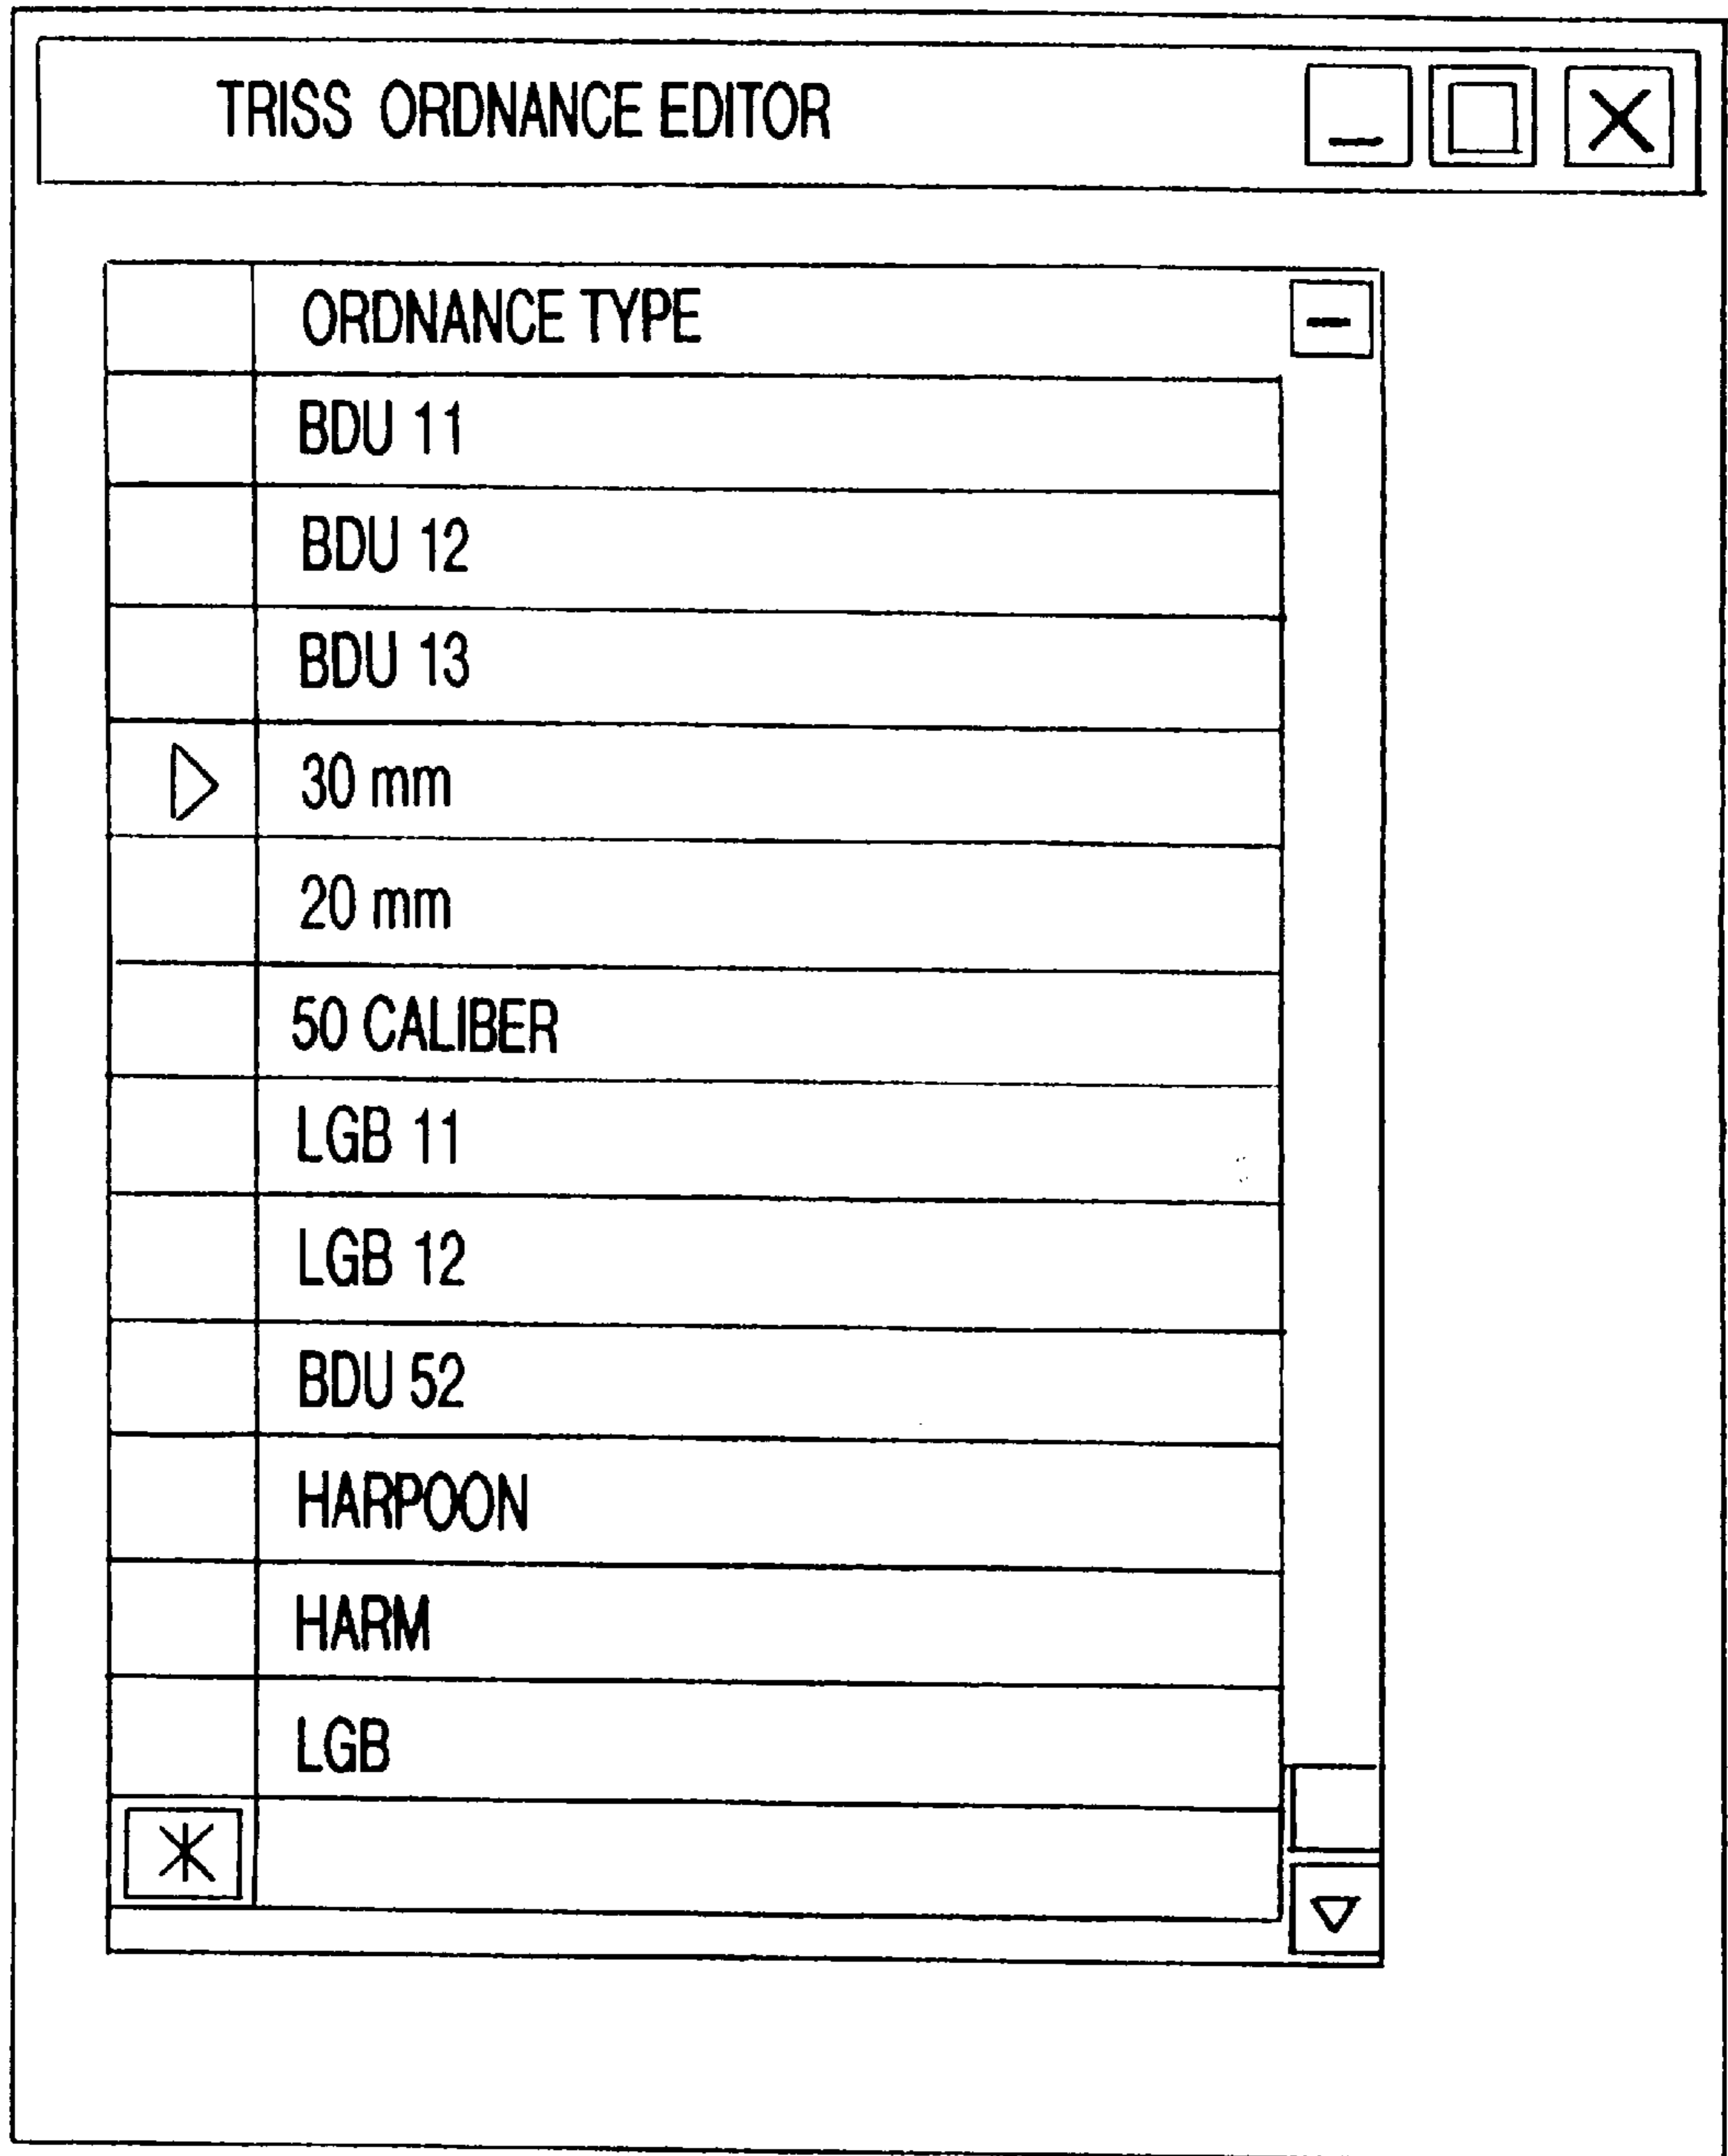 TRISS ORDNANCE EDITOR
ORDNANCE TYPE
BDU 11
BDU 12
BDU 13
30 mm
20 mm
50 CALIBER
LGB 11
LGB 12
BDU 52
HARPOON
HARM
LGB